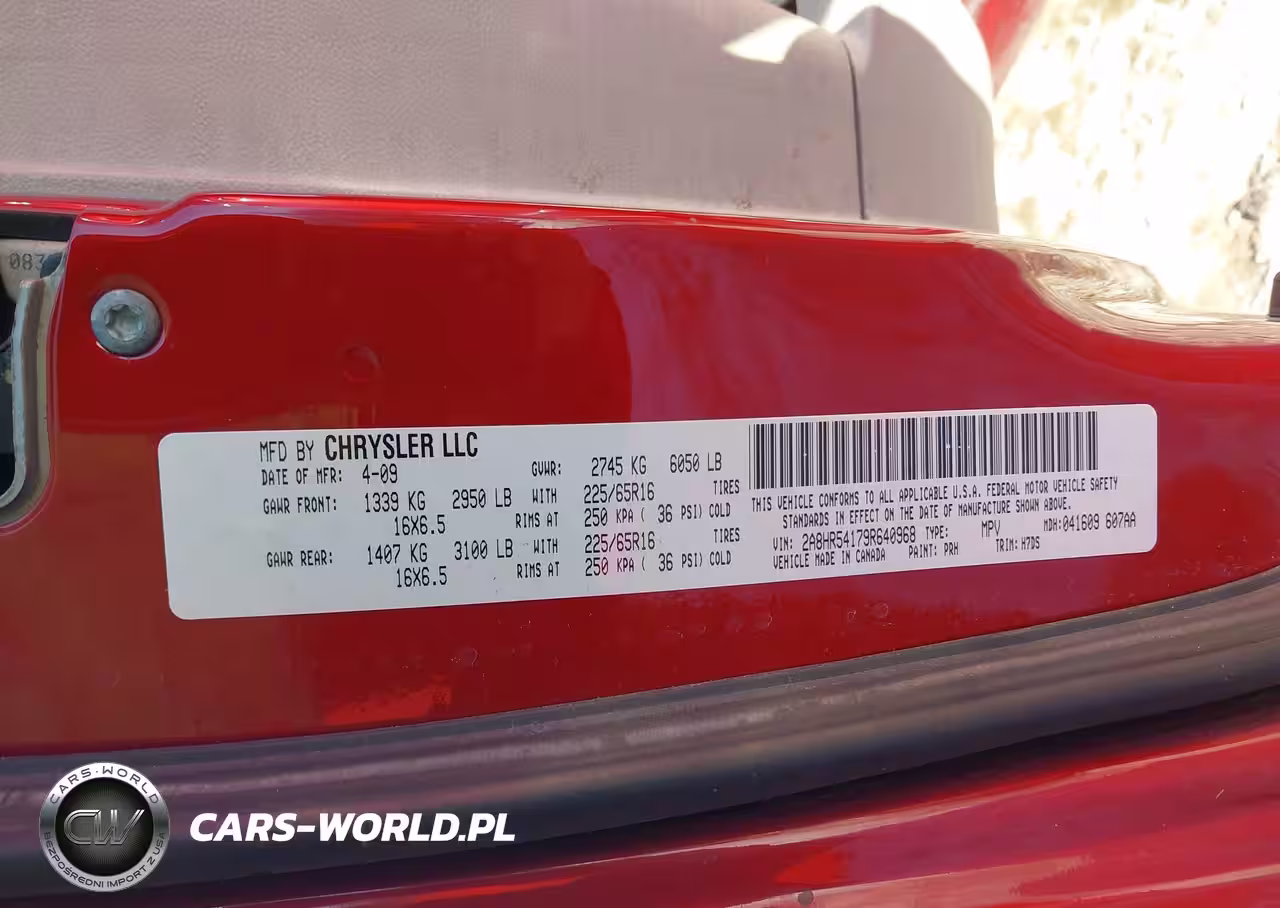 083
MFD BY CHRYSLER LLC
DATE OF MFR: 4-09 GVWR: 2745 KG 6050 LB
GAWR FRONT: 1339 KG 2950 LB WITH 225/65R16 TIRES
16X6.5 RIMS AT 250 KPA ( 36 PSI) COLD
GAWR REAR: 1407 KG 3100 LB WITH 225/65R16 TIRES
16X6.5 RIMS AT 250 KPA ( 36 PSI) COLD
THIS VEHICLE CONFORMS TO ALL APPLICABLE U.S.A. FEDERAL MOTOR VEHICLE SAFETY
STANDARDS IN EFFECT ON THE DATE OF MANUFACTURE SHOWN ABOVE.
VIN: 2A8HR54179R640968 TYPE: MPV MDH:041609 607AA
VEHICLE MADE IN CANADA PAINT: PRH TRIM: H7DS
CARS-WORLD
CW
BEZPOŚREDNI IMPORT Z USA
CARS-WORLD.PL